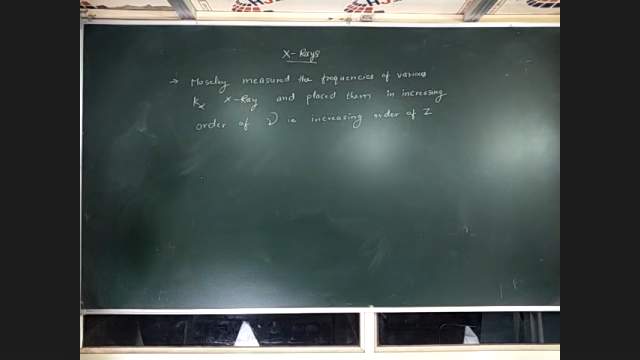 X-Rays
→ Moseley measured the frequencies of various
Kα X-Ray and placed them in increasing
order of ν ie increasing order of Z